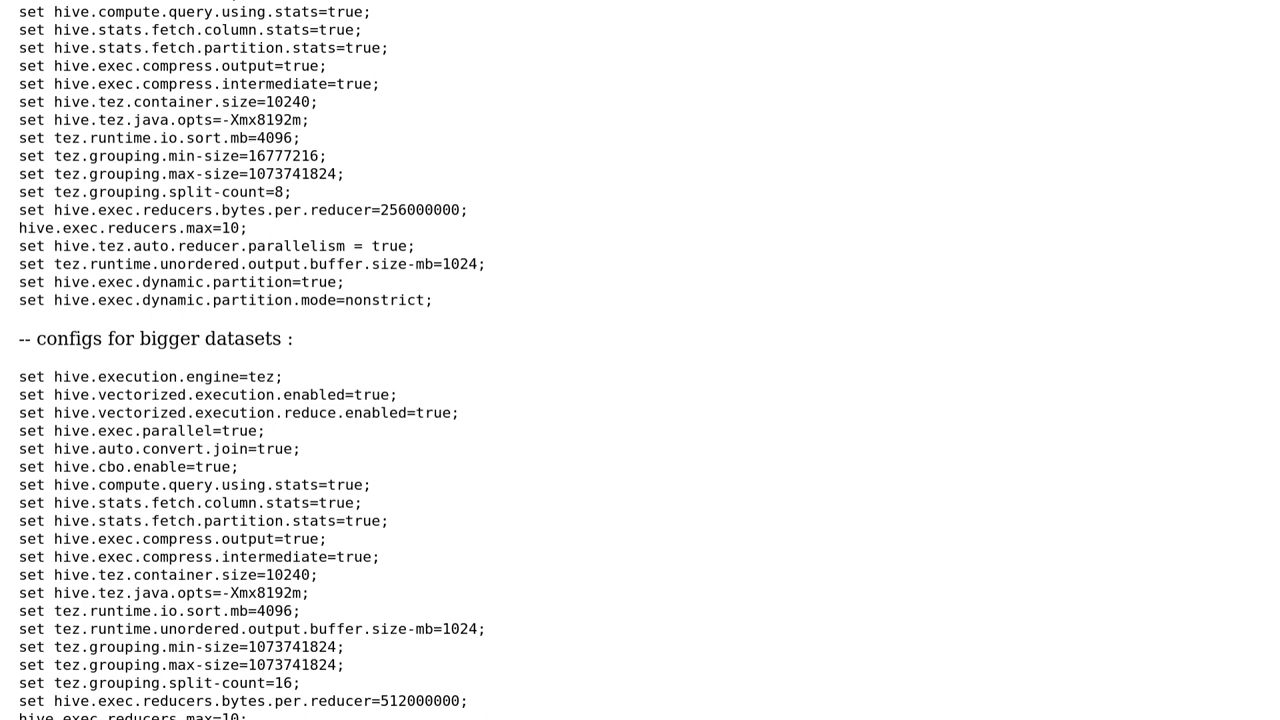 set hive.compute.query.using.stats=true;
set hive.stats.fetch.column.stats=true;
set hive.stats.fetch.partition.stats=true;
set hive.exec.compress.output=true;
set hive.exec.compress.intermediate=true;
set hive.tez.container.size=10240;
set hive.tez.java.opts=-Xmx8192m;
set tez.runtime.io.sort.mb=4096;
set tez.grouping.min-size=16777216;
set tez.grouping.max-size=1073741824;
set tez.grouping.split-count=8;
set hive.exec.reducers.bytes.per.reducer=256000000;
hive.exec.reducers.max=10;
set hive.tez.auto.reducer.parallelism = true;
set tez.runtime.unordered.output.buffer.size-mb=1024;
set hive.exec.dynamic.partition=true;
set hive.exec.dynamic.partition.mode=nonstrict;
-- configs for bigger datasets :
set hive.execution.engine=tez;
set hive.vectorized.execution.enabled=true;
set hive.vectorized.execution.reduce.enabled=true;
set hive.exec.parallel=true;
set hive.auto.convert.join=true;
set hive.cbo.enable=true;
set hive.compute.query.using.stats=true;
set hive.stats.fetch.column.stats=true;
set hive.stats.fetch.partition.stats=true;
set hive.exec.compress.output=true;
set hive.exec.compress.intermediate=true;
set hive.tez.container.size=10240;
set hive.tez.java.opts=-Xmx8192m;
set tez.runtime.io.sort.mb=4096;
set tez.runtime.unordered.output.buffer.size-mb=1024;
set tez.grouping.min-size=1073741824;
set tez.grouping.max-size=1073741824;
set tez.grouping.split-count=16;
set hive.exec.reducers.bytes.per.reducer=512000000;
hive.exec.reducers.max=10;